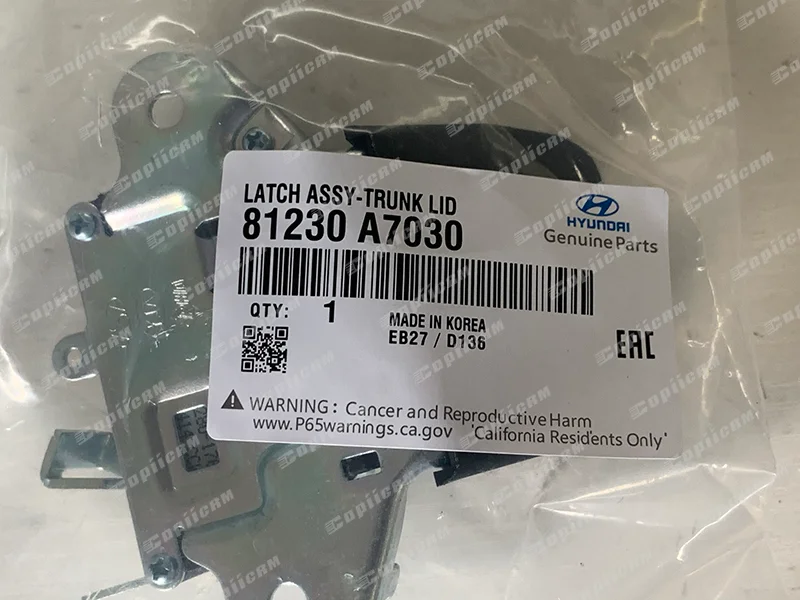 LATCH ASSY-TRUNK LID
81230 A7030
HYUNDAI
Genuine Parts
QTY: 1
MADE IN KOREA
EB27 / D136
EAC
WARNING: Cancer and Reproductive Harm
www.P65warnings.ca.gov 'California Residents Only'
CopiicRM